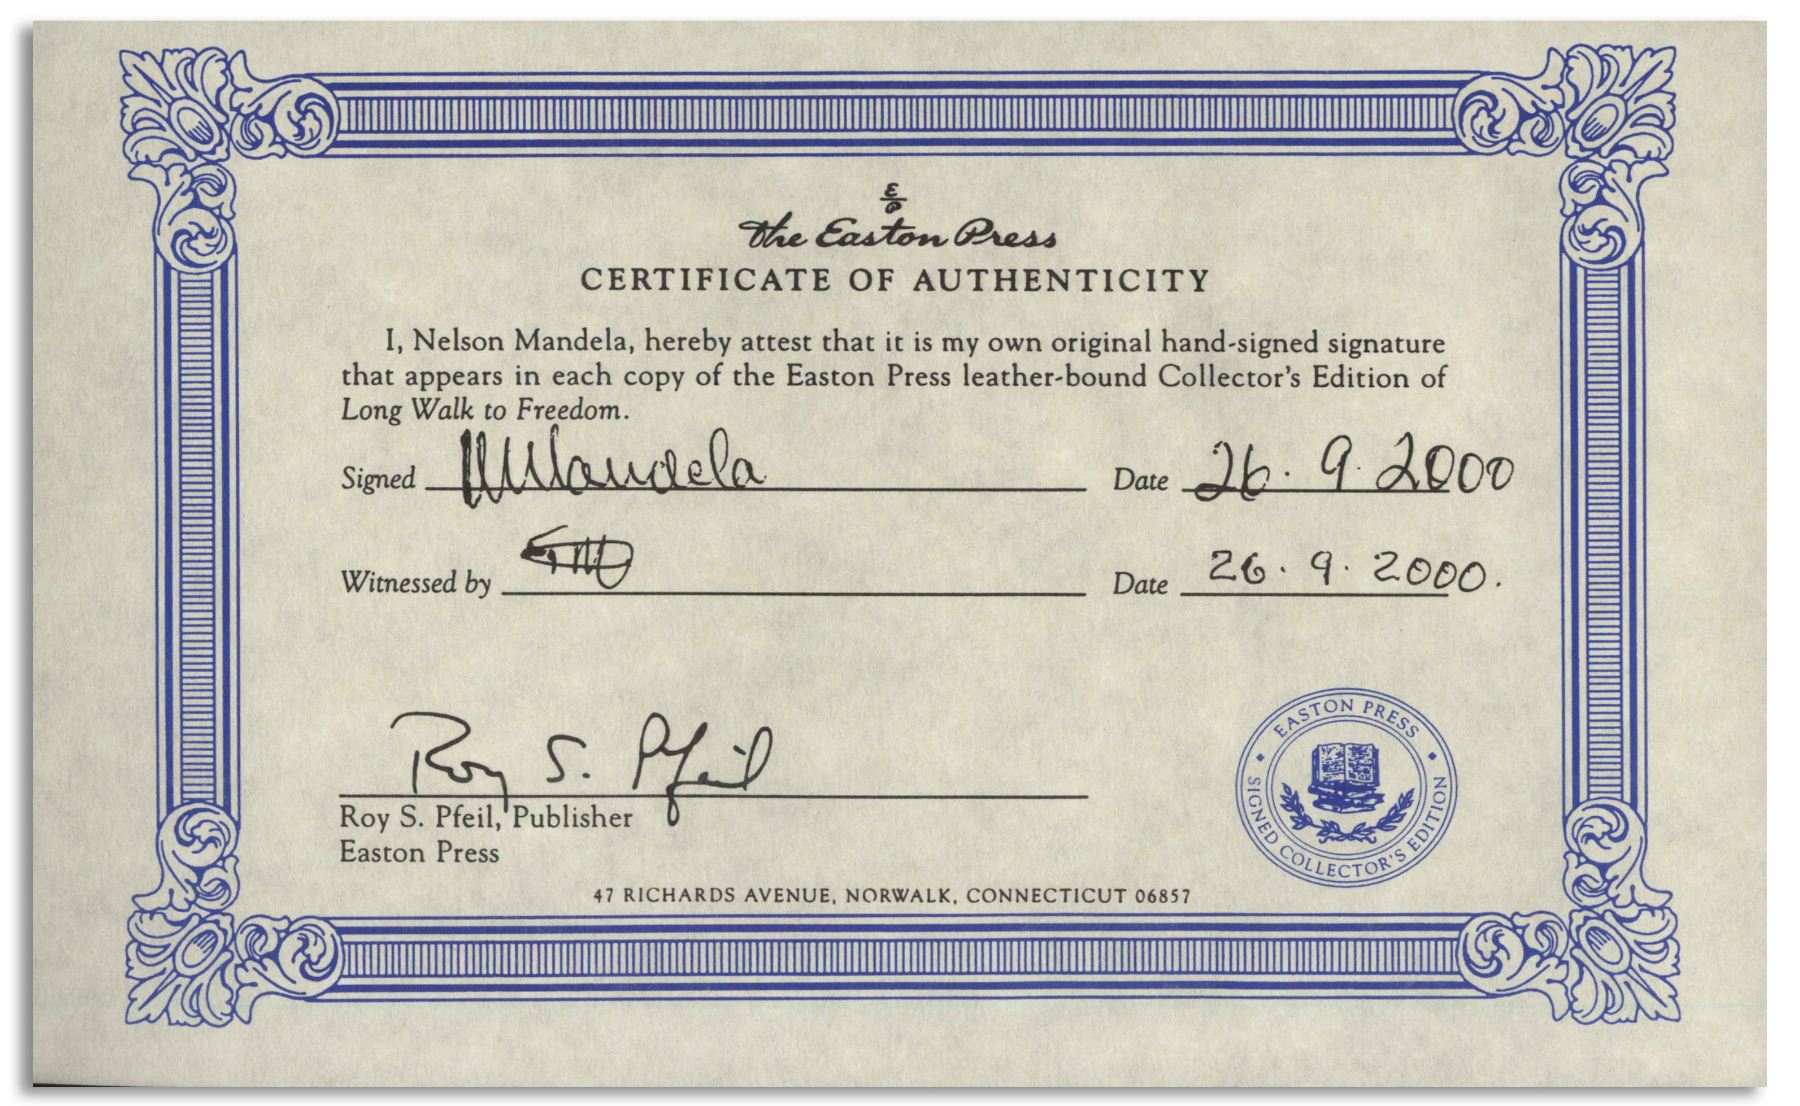 E/P
the Easton Press
CERTIFICATE OF AUTHENTICITY
I, Nelson Mandela, hereby attest that it is my own original hand-signed signature
that appears in each copy of the Easton Press leather-bound Collector's Edition of
Long Walk to Freedom.
Signed NMandela Date 26. 9. 2000
Witnessed by Date 26. 9. 2000.
Roy S. Pfeil
Roy S. Pfeil, Publisher
Easton Press
EASTON PRESS
SIGNED COLLECTOR'S EDITION
47 RICHARDS AVENUE, NORWALK, CONNECTICUT 06857